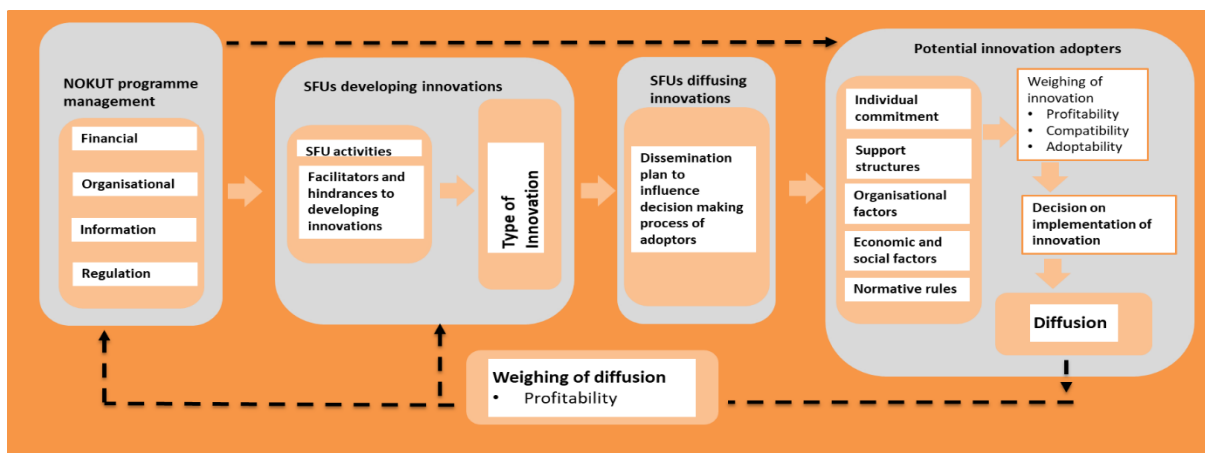 NOKUT programme
management
Financial
Organisational
Information
Regulation
SFUs developing innovations
SFU activities
Facilitators and
hindrances to
developing
innovations
Type of
Innovation
SFUs diffusing
innovations
Dissemination
plan to
influence
decision making
process of
adoptors
Potential innovation adopters
Individual
commitment
Support
structures
Organisational
factors
Economic and
social factors
Normative rules
Weighing of
innovation
• Profitability
• Compatibility
• Adoptability
Decision on
implementation of
innovation
Diffusion
Weighing of diffusion
• Profitability